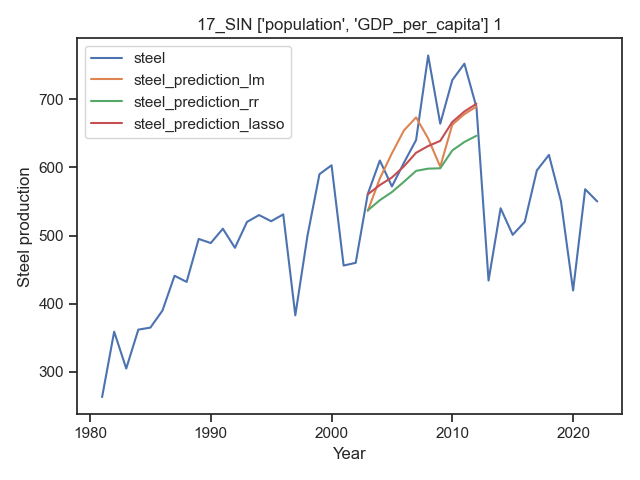 17_SIN ['population', 'GDP_per_capita'] 1
steel
steel_prediction_lm
steel_prediction_rr
steel_prediction_lasso
Steel production
700
600
500
400
300
1980
1990
2000
2010
2020
Year